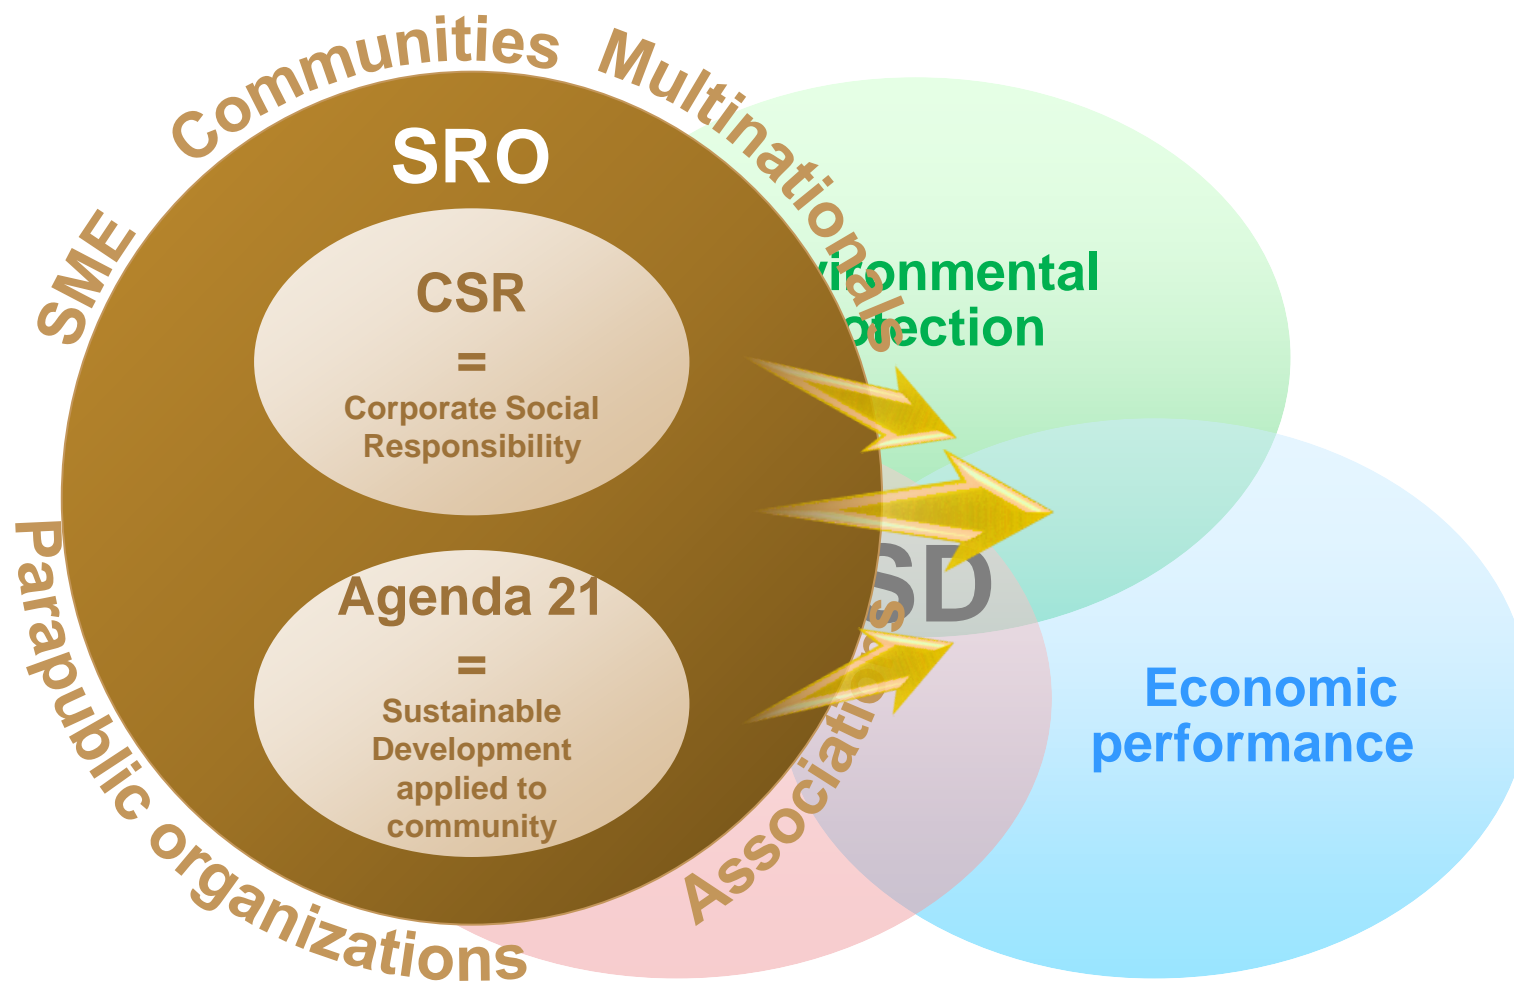 Communities
Multinationals
SME
SRO
CSR
=
Corporate Social
Responsibility
vironmental
otection
Agenda 21
=
Sustainable
Development
applied to
community
SD
Economic
performance
Parapublic organizations
Associations